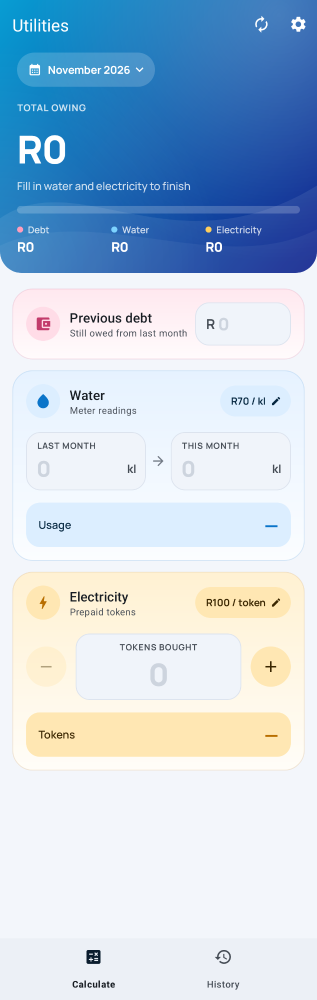 Utilities
November 2026
TOTAL OWING
R0
Fill in water and electricity to finish
Debt
Water
Electricity
R0
R0
R0
Previous debt
Still owed from last month
R 0
Water
Meter readings
R70 / kl
LAST MONTH
0
kl
THIS MONTH
0
kl
Usage
—
Electricity
Prepaid tokens
R100 / token
−
TOKENS BOUGHT
0
+
Tokens
—
Calculate
History